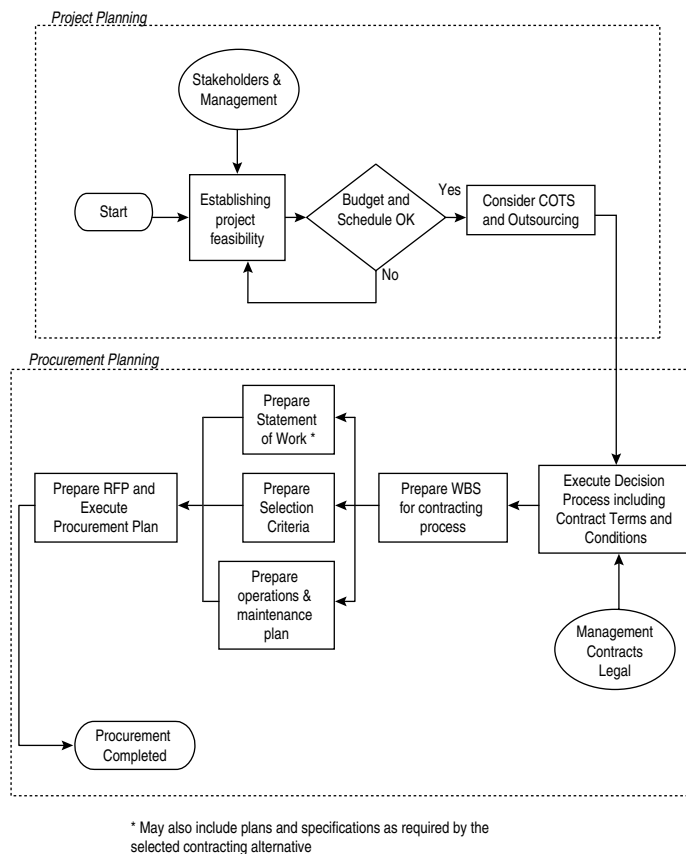 Project Planning
Stakeholders &
Management
Start
Establishing
project
feasibility
Budget and
Schedule OK
Yes
No
Consider COTS
and Outsourcing
Procurement Planning
Prepare
Statement
of Work *
Prepare RFP and
Execute
Procurement Plan
Prepare
Selection
Criteria
Prepare WBS
for contracting
process
Execute Decision
Process including
Contract Terms and
Conditions
Prepare
operations &
maintenance
plan
Management
Contracts
Legal
Procurement
Completed
* May also include plans and specifications as required by the
selected contracting alternative